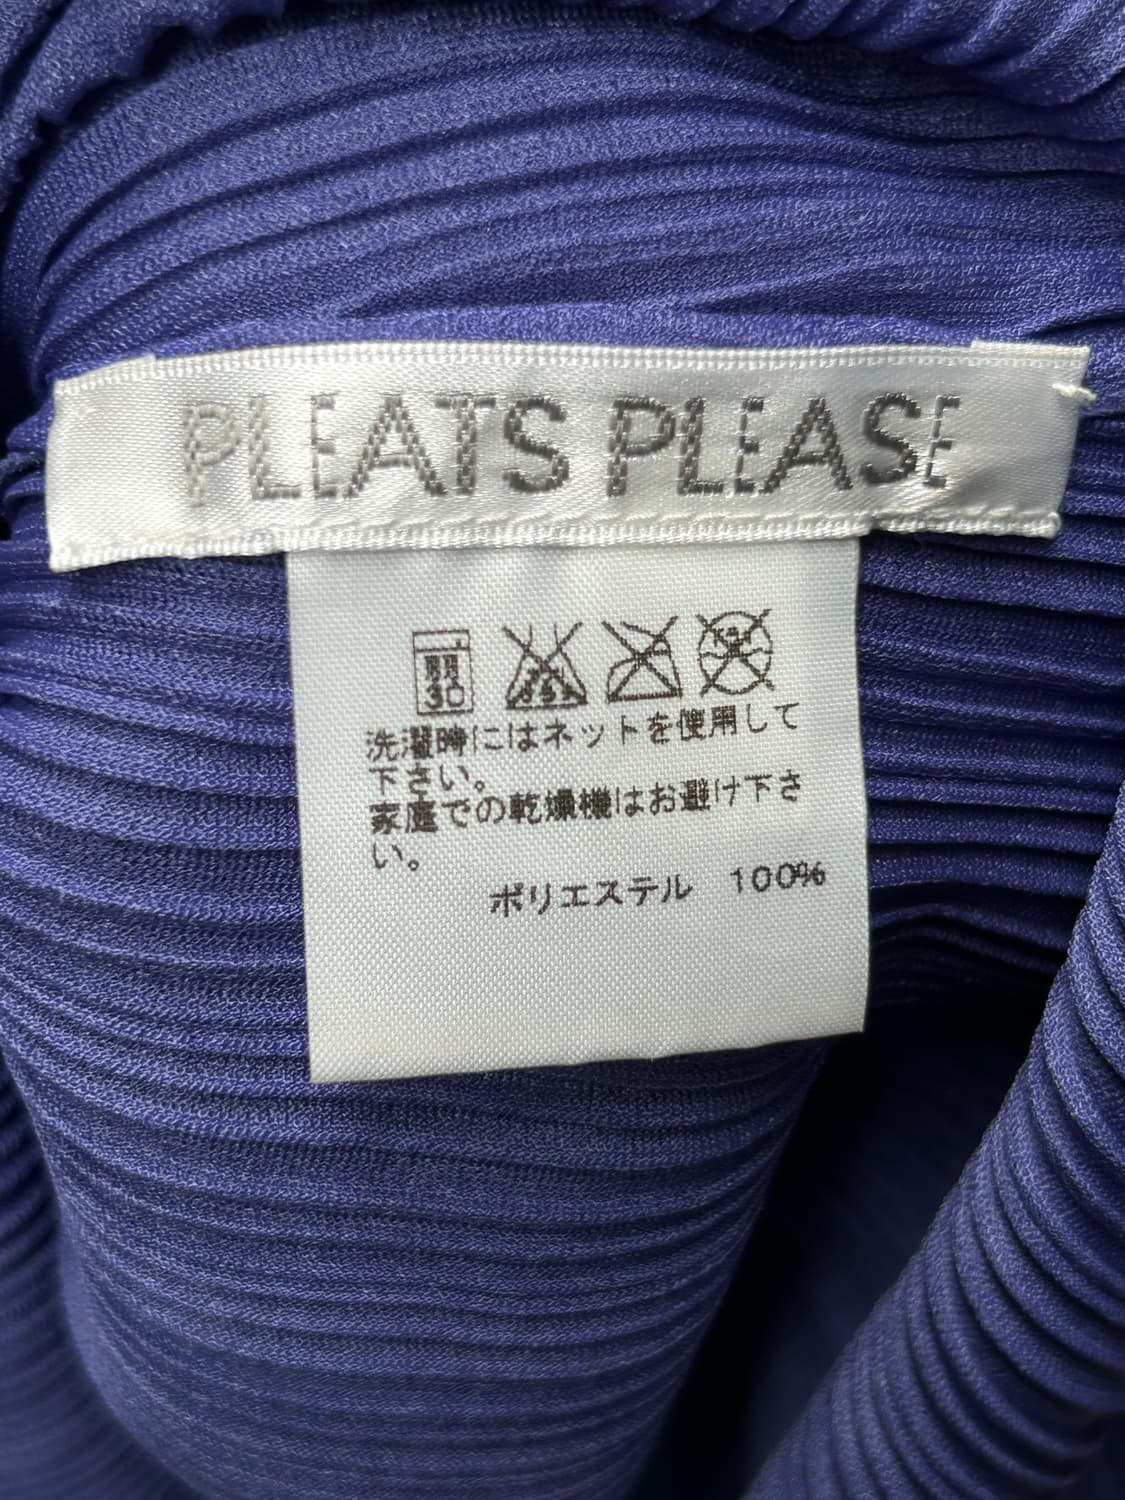 PLEATS PLEASE
弱
30
洗濯時にはネットを使用して
下さい。
家庭での乾燥機はお避け下さ
い。
ポリエステル 100%